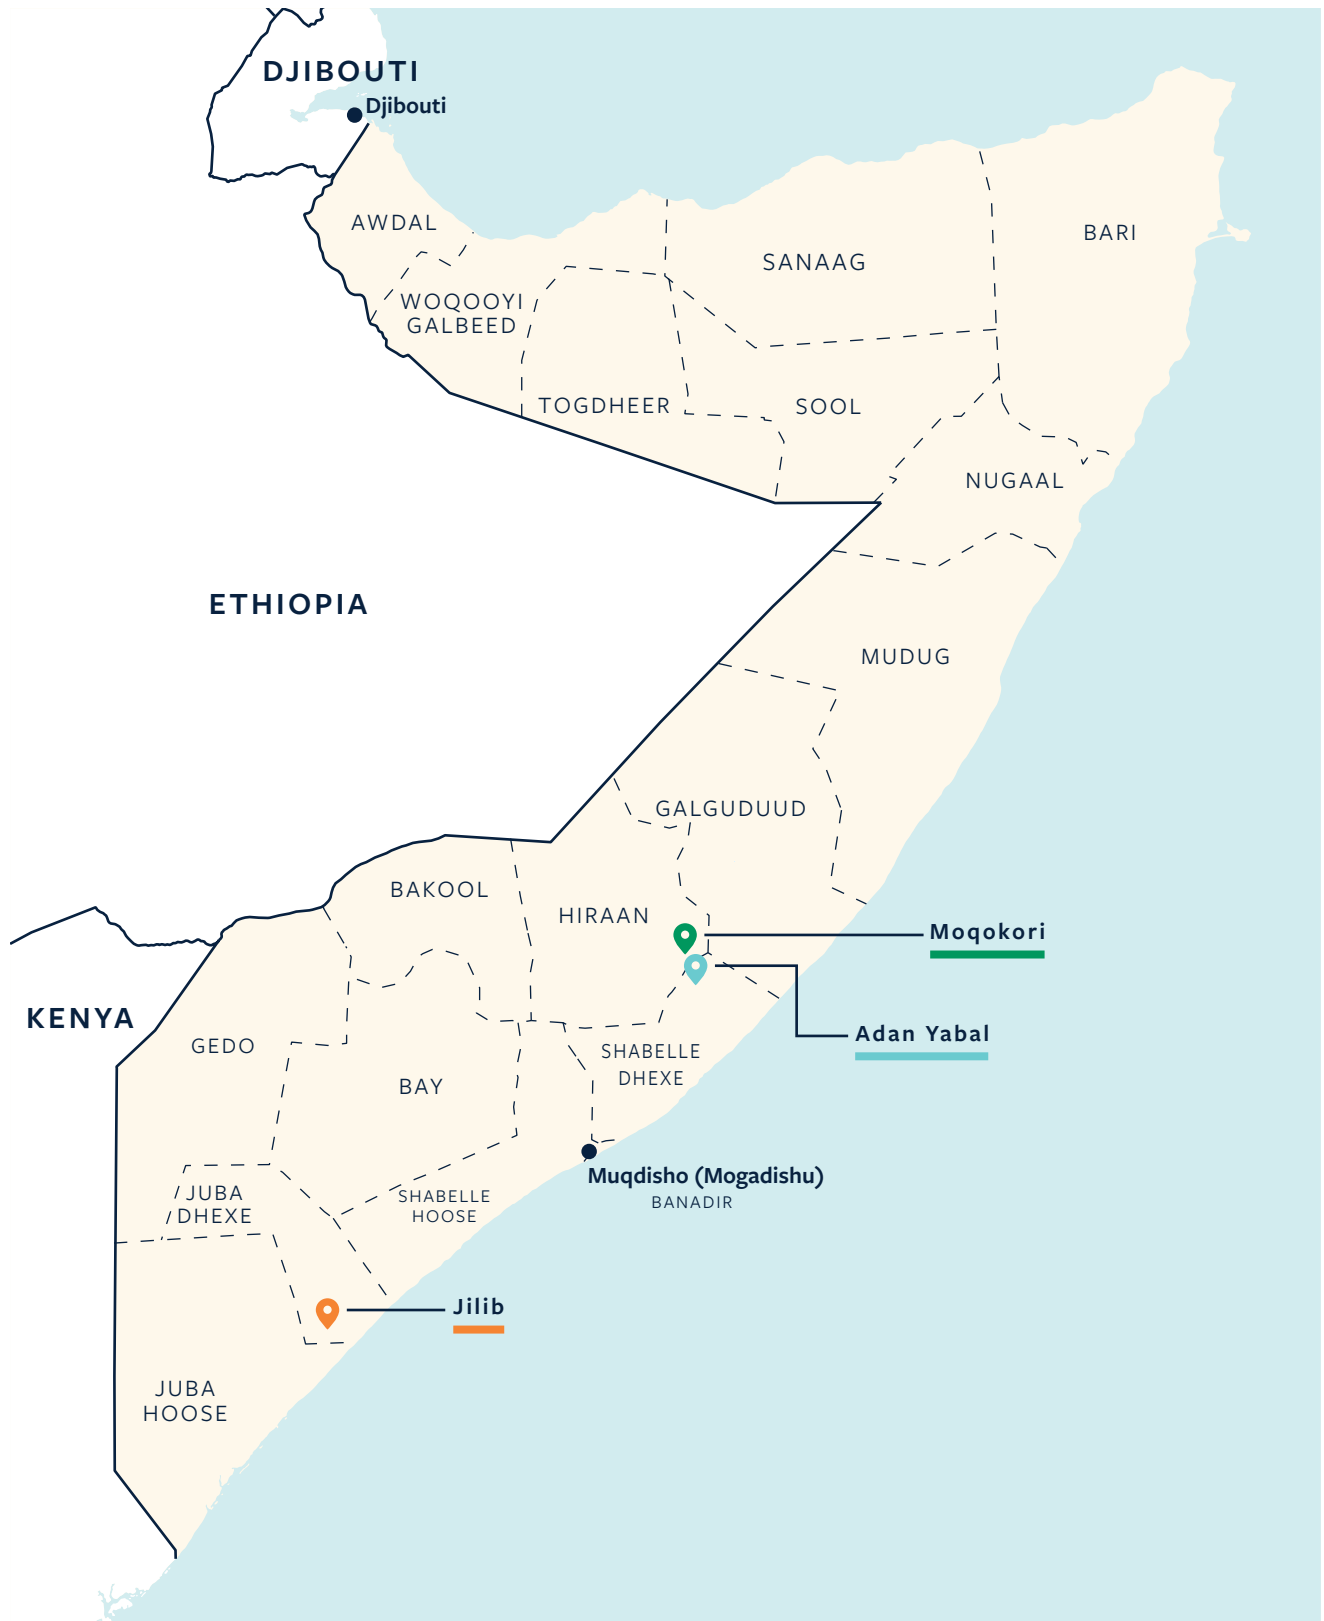 DJIBOUTI
Djibouti
AWDAL
BARI
SANAAG
WOQOOYI
GALBEED
TOGDHEER
SOOL
NUGAAL
ETHIOPIA
MUDUG
GALGUDUUD
BAKOOL
HIRAAN
Moqokori
KENYA
Adan Yabal
GEDO
SHABELLE
DHEXE
BAY
Muqdisho (Mogadishu)
BANADIR
JUBA
DHEXE
SHABELLE
HOOSE
Jilib
JUBA
HOOSE